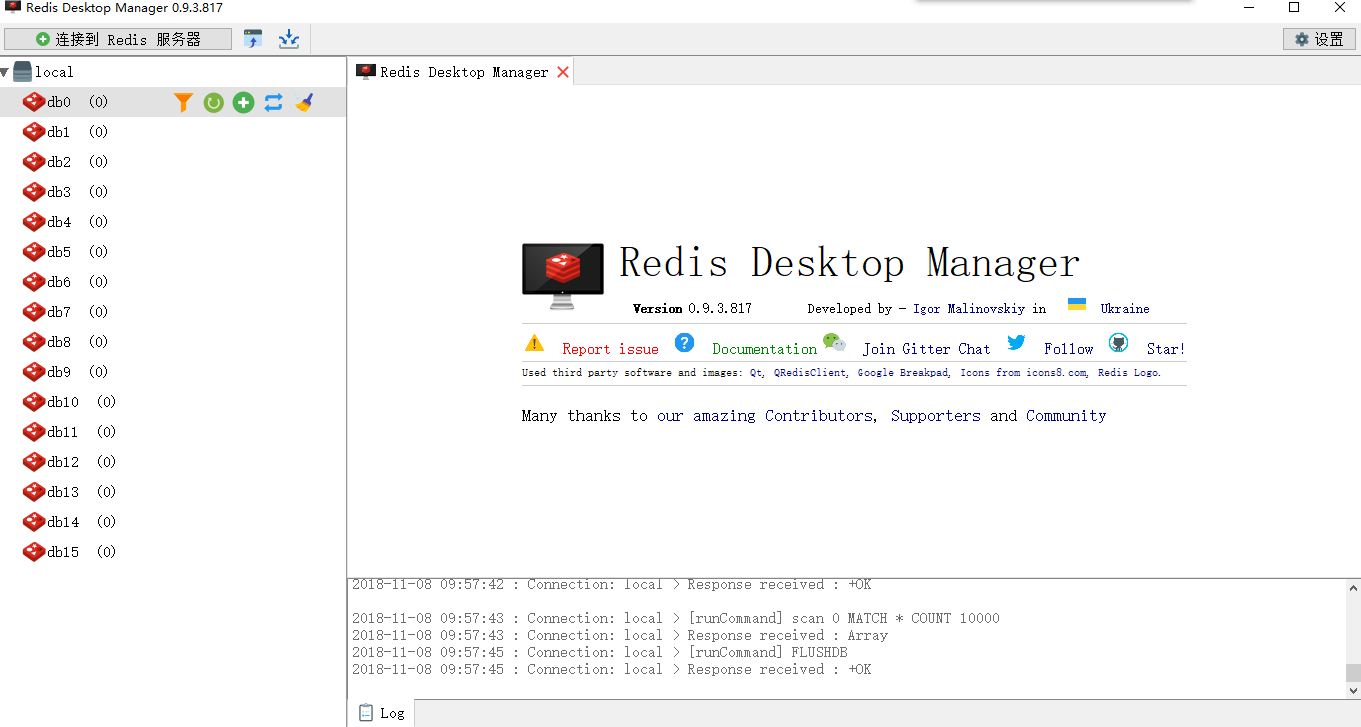 Redis Desktop Manager 0.9.3.817
连接到 Redis 服务器
设置
local
db0 (0)
db1 (0)
db2 (0)
db3 (0)
db4 (0)
db5 (0)
db6 (0)
db7 (0)
db8 (0)
db9 (0)
db10 (0)
db11 (0)
db12 (0)
db13 (0)
db14 (0)
db15 (0)
Redis Desktop Manager
Redis Desktop Manager
Version 0.9.3.817 Developed by - Igor Malinovskiy in Ukraine
Report issue Documentation Join Gitter Chat Follow Star!
Used third party software and images: Qt, QRedisClient, Google Breakpad, Icons from icons8.com, Redis Logo.
Many thanks to our amazing Contributors, Supporters and Community
2018-11-08 09:57:42 : Connection: local > Response received : +OK
2018-11-08 09:57:43 : Connection: local > [runCommand] scan 0 MATCH * COUNT 10000
2018-11-08 09:57:43 : Connection: local > Response received : Array
2018-11-08 09:57:45 : Connection: local > [runCommand] FLUSHDB
2018-11-08 09:57:45 : Connection: local > Response received : +OK
Log